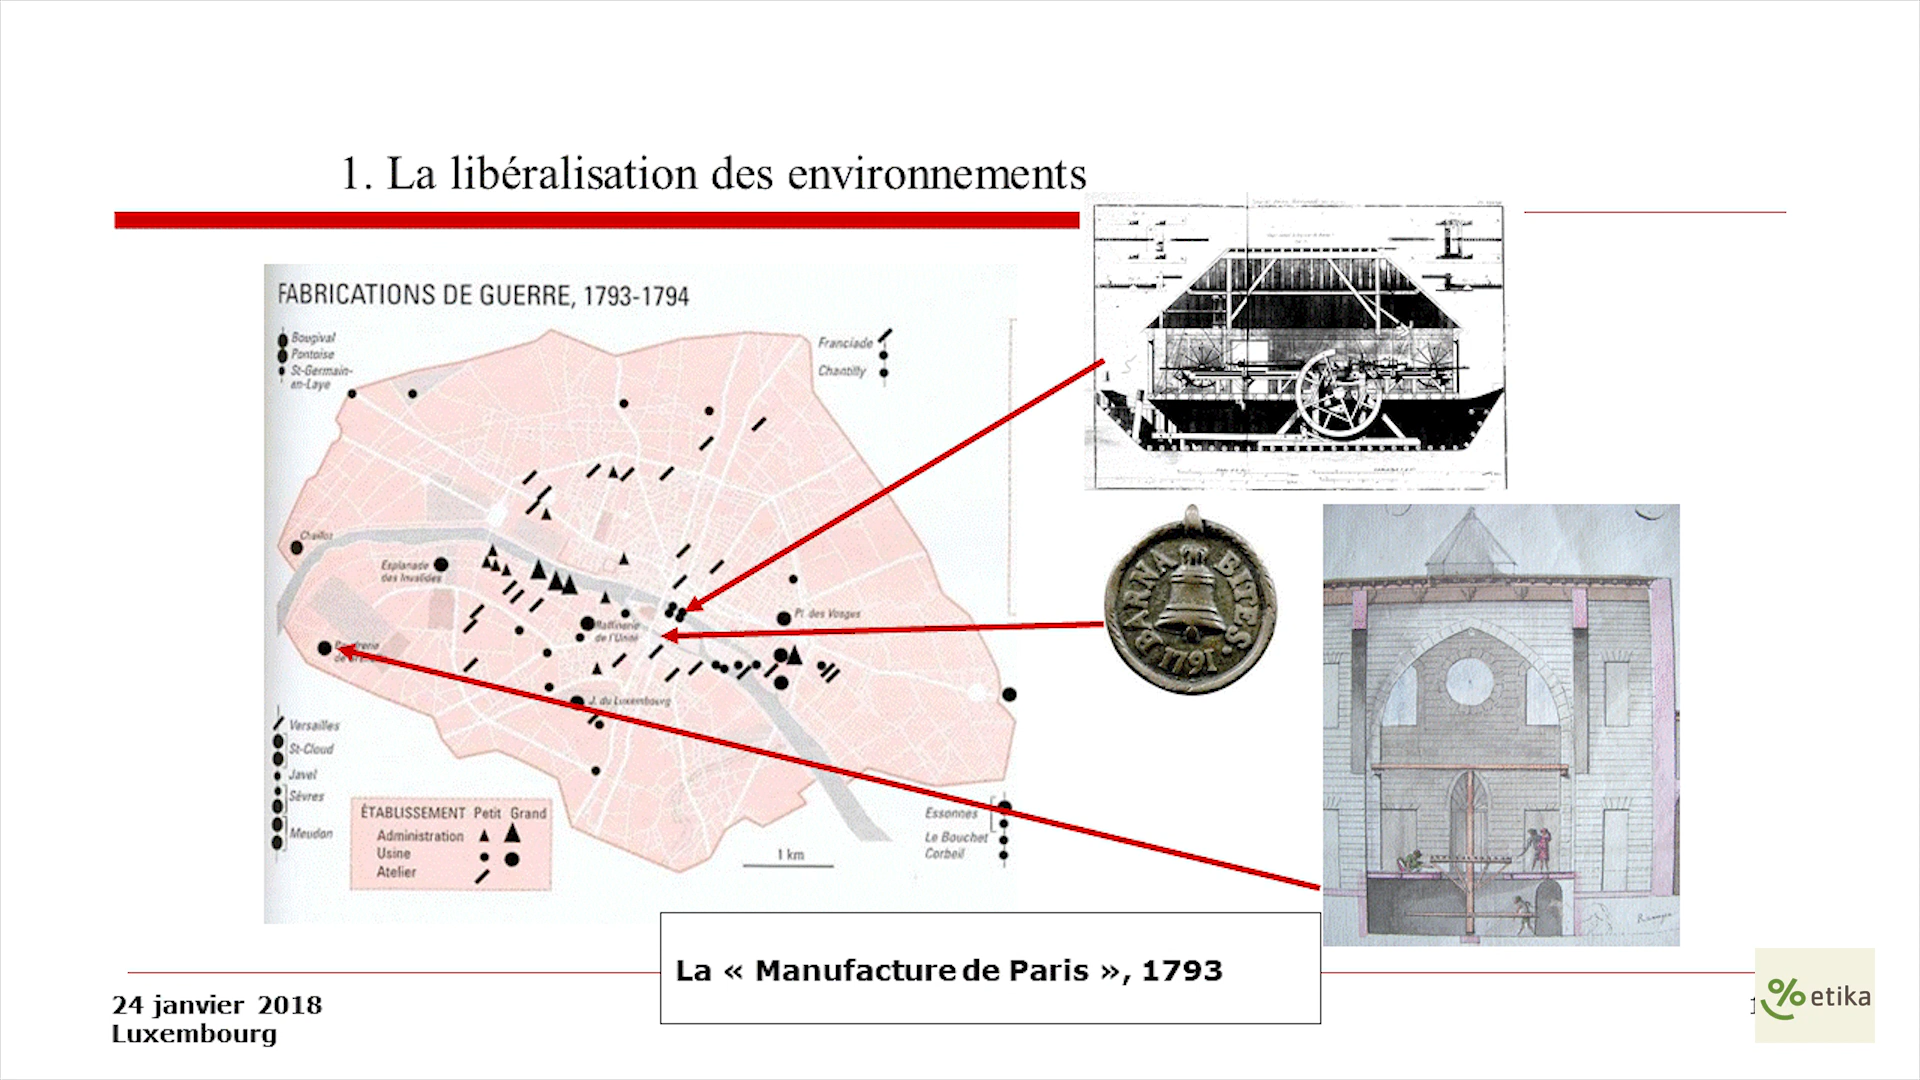 1. La libéralisation des environnements
FABRICATIONS DE GUERRE, 1793-1794
Bougival
Pontoise
St-Germain-
en-Laye
Franciade
Chantilly
Chaillot
Esplanade
des Invalides
Pl. des Vosges
Raffinerie
de l'Unité
J. du Luxembourg
Versailles
St-Cloud
Javel
Sèvres
Meudon
ÉTABLISSEMENT Petit Grand
Administration
Usine
Atelier
1 km
Essonnes
Le Bouchet
Corbeil
BARNABITES
1791
La « Manufacture de Paris », 1793
24 janvier 2018
Luxembourg
% etika